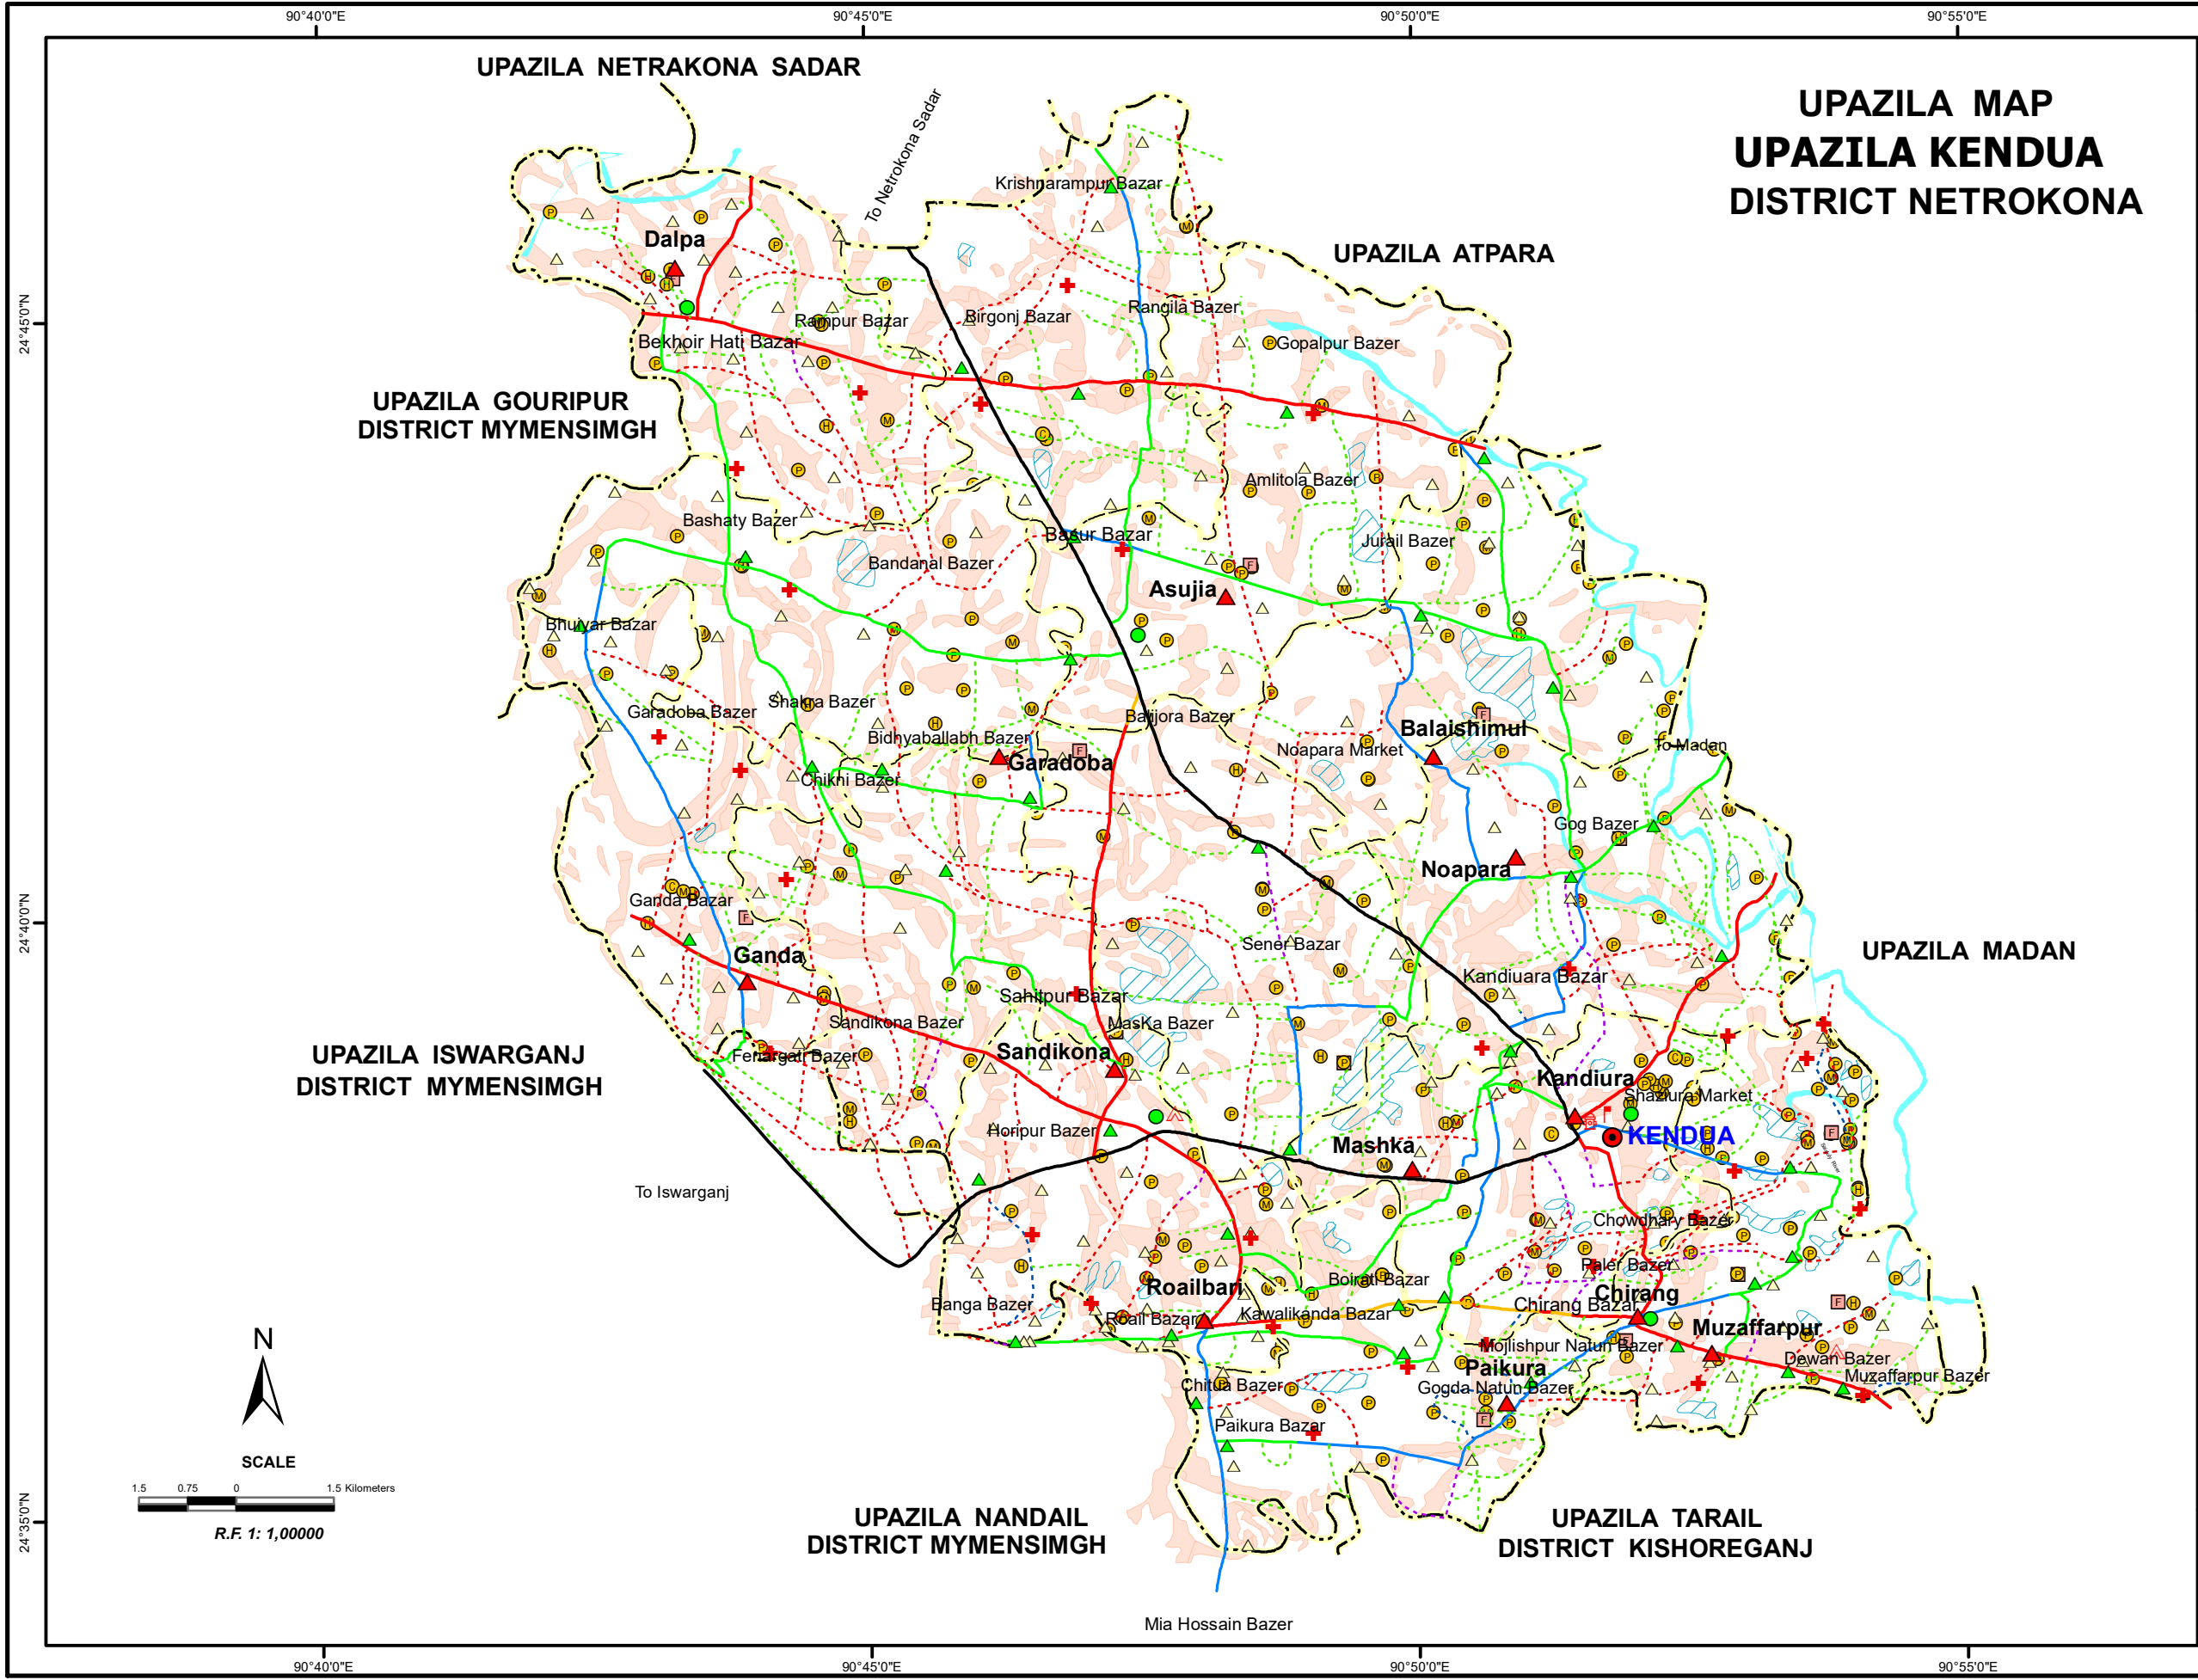 90°40'0"E
90°45'0"E
90°50'0"E
90°55'0"E
UPAZILA NETRAKONA SADAR
To Netrokona Sadar
UPAZILA MAP
UPAZILA KENDUA
DISTRICT NETROKONA
Krishnarampur Bazar
Dalpa
UPAZILA ATPARA
24°45'0"N
Rampur Bazar
Birgonj Bazar
Rangila Bazer
Bekhoir Hati Bazar
Gopalpur Bazer
UPAZILA GOURIPUR
DISTRICT MYMENSIMGH
Amlitola Bazer
Bashaty Bazer
Basur Bazar
Jurail Bazer
Bandanal Bazer
Asujia
Bhuiyar Bazar
Shakra Bazer
Garadoba Bazer
Baijora Bazer
Balaishimul
Bidhyaballabh Bazer
Noapara Market
To Madan
Garadoba
Chikni Bazer
Gog Bazer
Noapara
Ganda Bazar
24°40'0"N
Sener Bazar
UPAZILA MADAN
Ganda
Kandiuara Bazar
Sahitpur Bazar
Sandikona Bazer
MasKa Bazer
Sandikona
Fenargati Bazer
UPAZILA ISWARGANJ
DISTRICT MYMENSIMGH
Kandiura
Shazlura Market
Horipur Bazer
KENDUA
Mashka
To Iswarganj
Chowdhary Bazer
Paler Bazer
Boirati Bazar
Roailbari
Chirang
Banga Bazer
Chirang Bazar
Kawalikanda Bazar
Roail Bazar
Muzaffarpur
Mojlishpur Natun Bazer
Dewan Bazer
Paikura
Muzaffarpur Bazer
Chitua Bazer
Gogda Natun Bazer
Paikura Bazar
N
SCALE
1.5 0.75 0 1.5 Kilometers
R.F. 1: 1,00000
24°35'0"N
UPAZILA NANDAIL
DISTRICT MYMENSIMGH
UPAZILA TARAIL
DISTRICT KISHOREGANJ
Mia Hossain Bazer
90°40'0"E
90°45'0"E
90°50'0"E
90°55'0"E